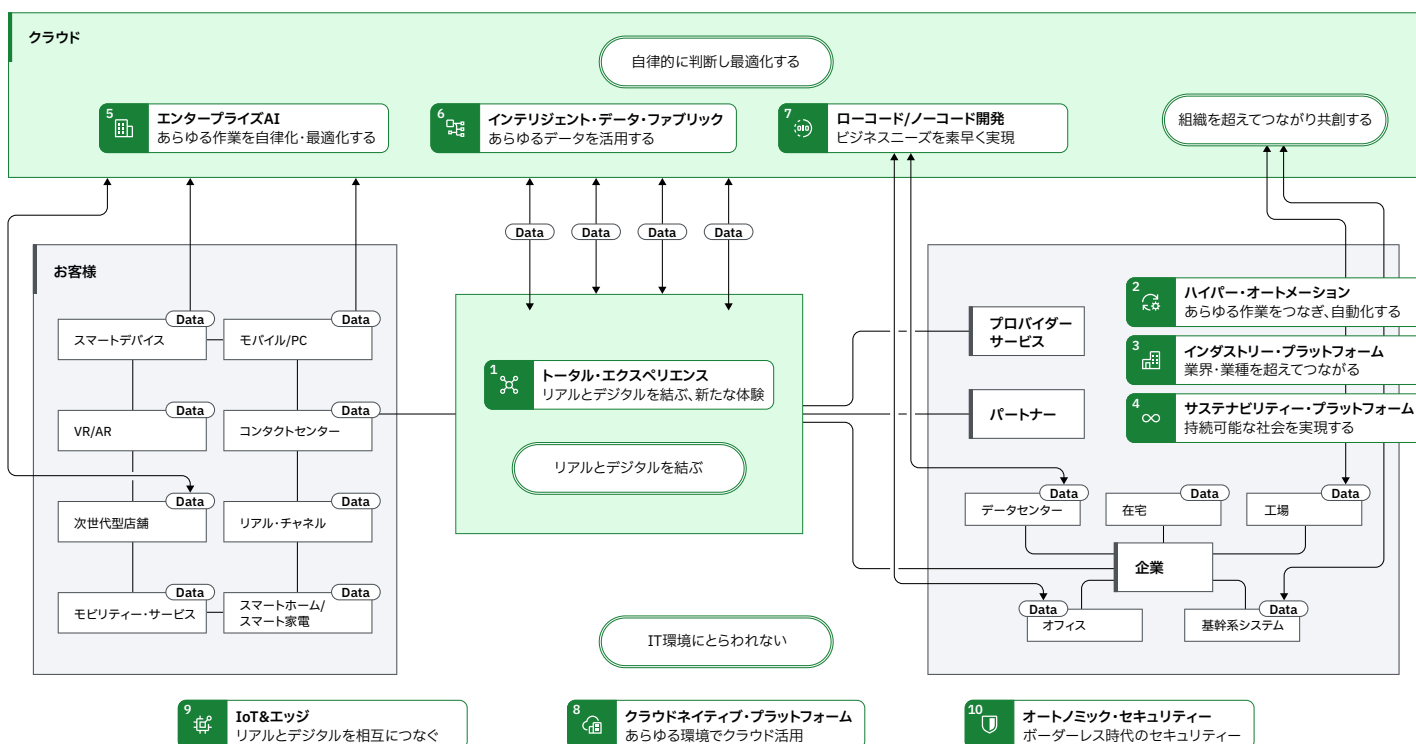 クラウド
自律的に判断し最適化する
5
エンタープライズAI
あらゆる作業を自律化・最適化する
6
インテリジェント・データ・ファブリック
あらゆるデータを活用する
7
ローコード/ノーコード開発
ビジネスニーズを素早く実現
組織を超えてつながり共創する
Data
Data
Data
Data
お客様
Data
スマートデバイス
Data
モバイル/PC
Data
VR/AR
Data
コンタクトセンター
Data
次世代型店舗
Data
リアル・チャネル
Data
モビリティー・サービス
Data
スマートホーム/
スマート家電
1
トータル・エクスペリエンス
リアルとデジタルを結ぶ、新たな体験
リアルとデジタルを結ぶ
プロバイダー
サービス
パートナー
2
ハイパー・オートメーション
あらゆる作業をつなぎ、自動化する
3
インダストリー・プラットフォーム
業界・業種を超えてつながる
4
サステナビリティー・プラットフォーム
持続可能な社会を実現する
Data
データセンター
Data
在宅
Data
工場
企業
Data
オフィス
Data
基幹系システム
IT環境にとらわれない
9
IoT&エッジ
リアルとデジタルを相互につなぐ
8
クラウドネイティブ・プラットフォーム
あらゆる環境でクラウド活用
10
オートノミック・セキュリティー
ボーダーレス時代のセキュリティー